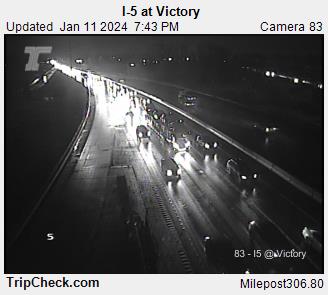 I-5 at Victory
Updated Jan 11 2024 7:43 PM Camera 83
S
83 - I5 @ Victory
TripCheck.com Milepost306.80